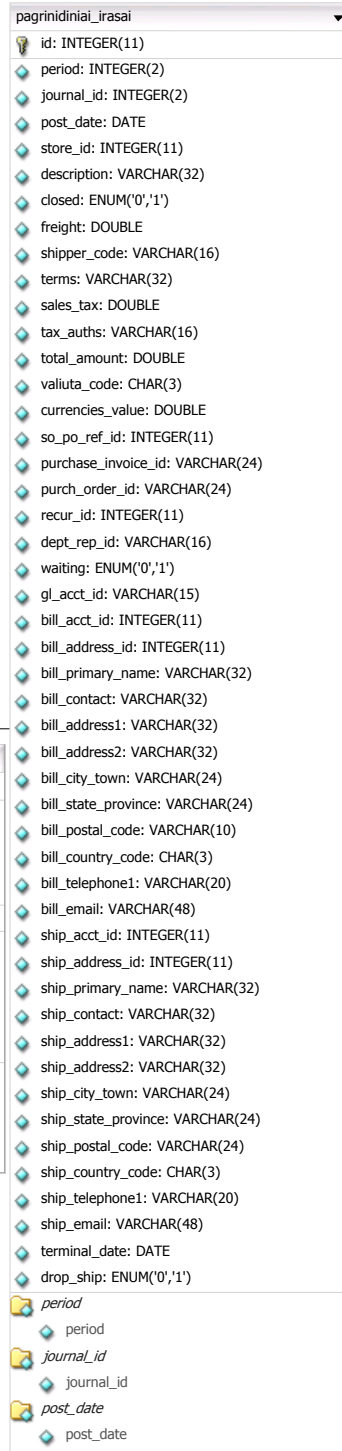 pagrinidiniai_irasai
id: INTEGER(11)
period: INTEGER(2)
journal_id: INTEGER(2)
post_date: DATE
store_id: INTEGER(11)
description: VARCHAR(32)
closed: ENUM('0','1')
freight: DOUBLE
shipper_code: VARCHAR(16)
terms: VARCHAR(32)
sales_tax: DOUBLE
tax_auths: VARCHAR(16)
total_amount: DOUBLE
valiuta_code: CHAR(3)
currencies_value: DOUBLE
so_po_ref_id: INTEGER(11)
purchase_invoice_id: VARCHAR(24)
purch_order_id: VARCHAR(24)
recur_id: INTEGER(11)
dept_rep_id: VARCHAR(16)
waiting: ENUM('0','1')
gl_acct_id: VARCHAR(15)
bill_acct_id: INTEGER(11)
bill_address_id: INTEGER(11)
bill_primary_name: VARCHAR(32)
bill_contact: VARCHAR(32)
bill_address1: VARCHAR(32)
bill_address2: VARCHAR(32)
bill_city_town: VARCHAR(24)
bill_state_province: VARCHAR(24)
bill_postal_code: VARCHAR(10)
bill_country_code: CHAR(3)
bill_telephone1: VARCHAR(20)
bill_email: VARCHAR(48)
ship_acct_id: INTEGER(11)
ship_address_id: INTEGER(11)
ship_primary_name: VARCHAR(32)
ship_contact: VARCHAR(32)
ship_address1: VARCHAR(32)
ship_address2: VARCHAR(32)
ship_city_town: VARCHAR(24)
ship_state_province: VARCHAR(24)
ship_postal_code: VARCHAR(24)
ship_country_code: CHAR(3)
ship_telephone1: VARCHAR(20)
ship_email: VARCHAR(48)
terminal_date: DATE
drop_ship: ENUM('0','1')
period
period
journal_id
journal_id
post_date
post_date